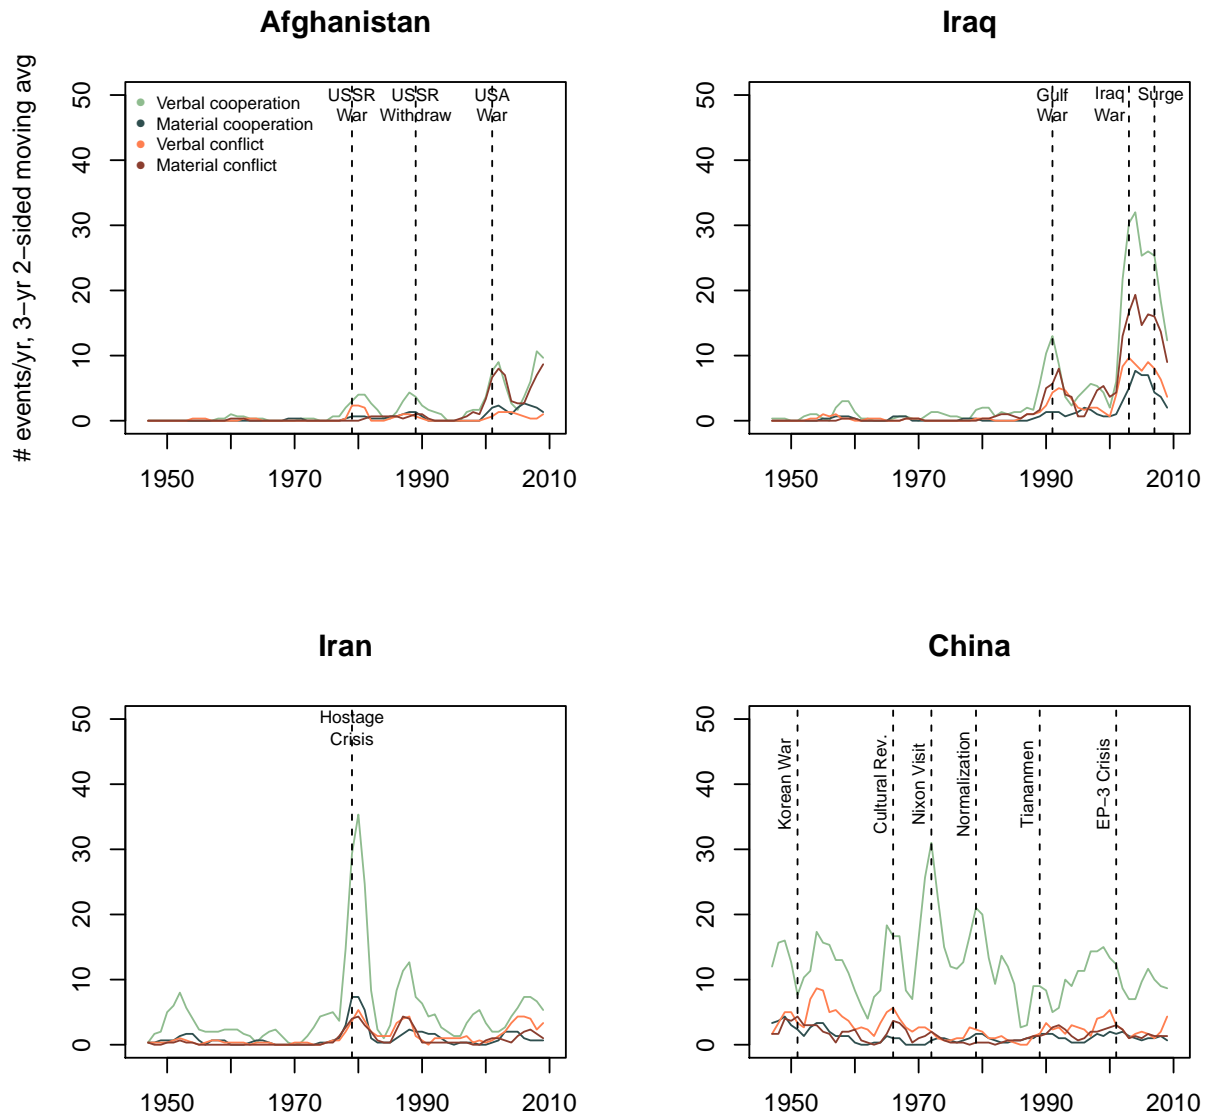 Afghanistan
# events/yr, 3−yr 2−sided moving avg
50
40
30
20
10
0
Verbal cooperation
Material cooperation
Verbal conflict
Material conflict
USSR
War
USSR
Withdraw
USA
War
1950
1970
1990
2010
Iraq
50
40
30
20
10
0
Gulf
War
Iraq
War
Surge
1950
1970
1990
2010
Iran
50
40
30
20
10
0
Hostage
Crisis
1950
1970
1990
2010
China
50
40
30
20
10
0
Korean War
Cultural Rev.
Nixon Visit
Normalization
Tiananmen
EP−3 Crisis
1950
1970
1990
2010